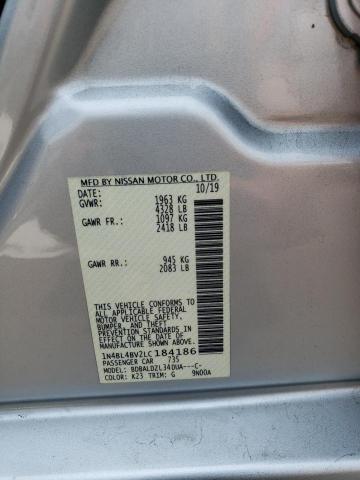 MFD BY NISSAN MOTOR CO., LTD.
DATE: 10/19
GVWR: 1963 KG
4328 LB
GAWR FR.: 1097 KG
2418 LB
GAWR RR.: 945 KG
2083 LB
THIS VEHICLE CONFORMS TO
ALL APPLICABLE FEDERAL
MOTOR VEHICLE SAFETY,
BUMPER, AND THEFT
PREVENTION STANDARDS IN
EFFECT ON THE DATE OF
MANUFACTURE SHOWN ABOVE.
1N4BL4BV2LC184186
PASSENGER CAR 735
MODEL: BDBALDZL34DUA---C-
COLOR: K23 TRIM: G 9N00A